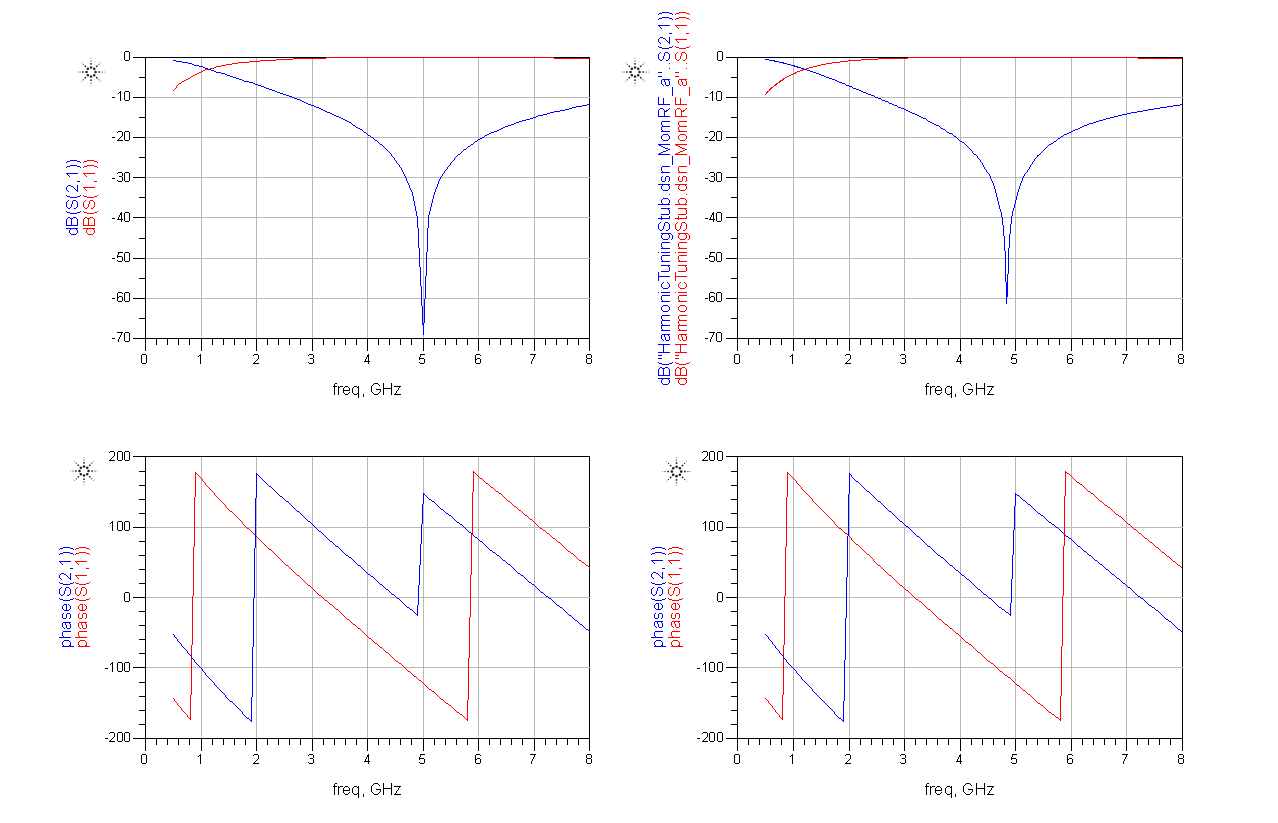 dB(S(2,1))
dB(S(1,1))
0
-10
-20
-30
-40
-50
-60
-70
0 1 2 3 4 5 6 7 8
freq, GHz
dB("HarmonicTuningStub.dsn_MomRF_a"..S(2,1))
dB("HarmonicTuningStub.dsn_MomRF_a"..S(1,1))
0
-10
-20
-30
-40
-50
-60
-70
0 1 2 3 4 5 6 7 8
freq, GHz
phase(S(2,1))
phase(S(1,1))
200
100
0
-100
-200
0 1 2 3 4 5 6 7 8
freq, GHz
phase(S(2,1))
phase(S(1,1))
200
100
0
-100
-200
0 1 2 3 4 5 6 7 8
freq, GHz